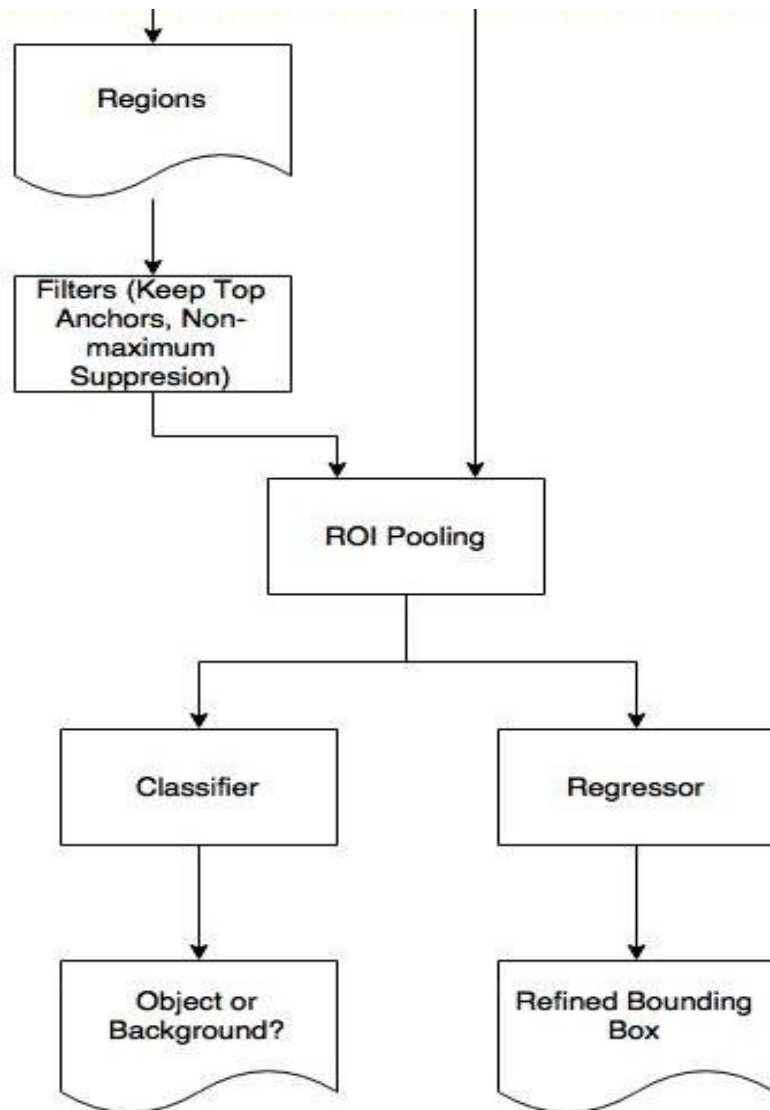 Regions
Filters (Keep Top
Anchors, Non-
maximum
Suppresion)
ROI Pooling
Classifier
Regressor
Object or
Background?
Refined Bounding
Box